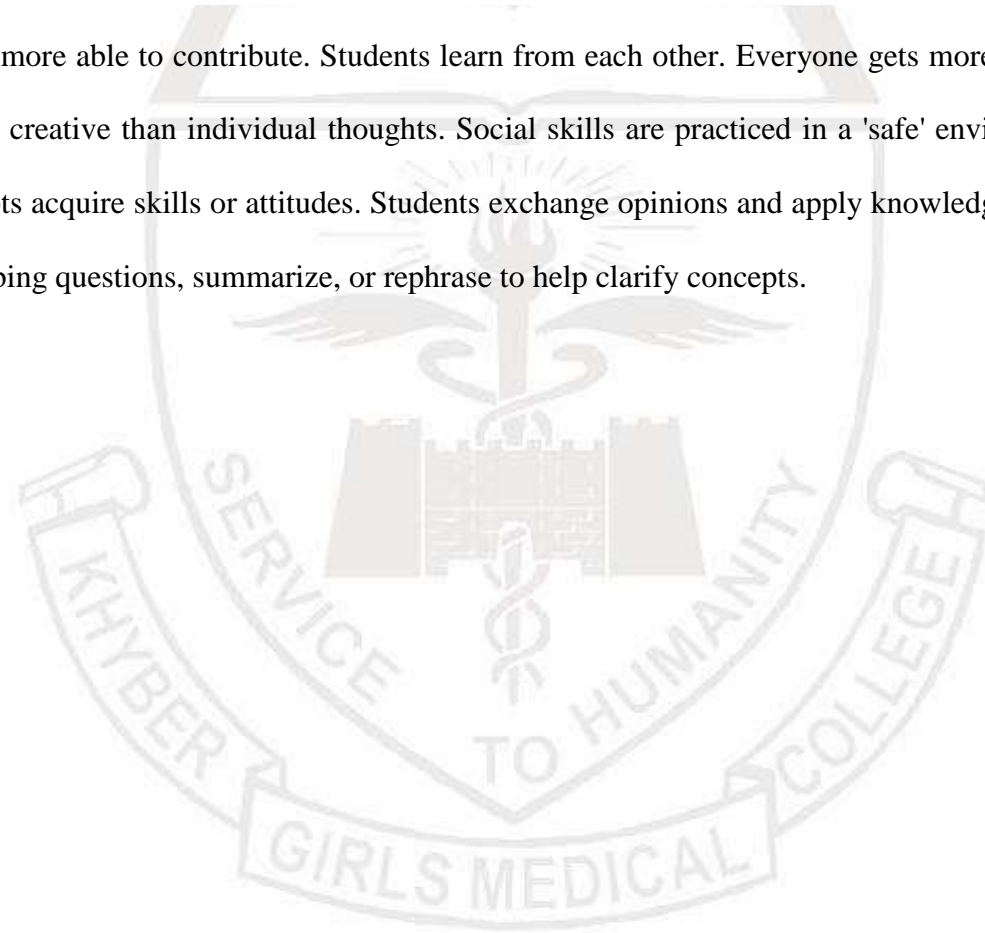 more able to contribute. Students learn from each other. Everyone gets more
creative than individual thoughts. Social skills are practiced in a 'safe' envi
ts acquire skills or attitudes. Students exchange opinions and apply knowledg
ping questions, summarize, or rephrase to help clarify concepts.
SERVICE TO HUMANITY
KHYBER GIRLS MEDICAL COLLEGE